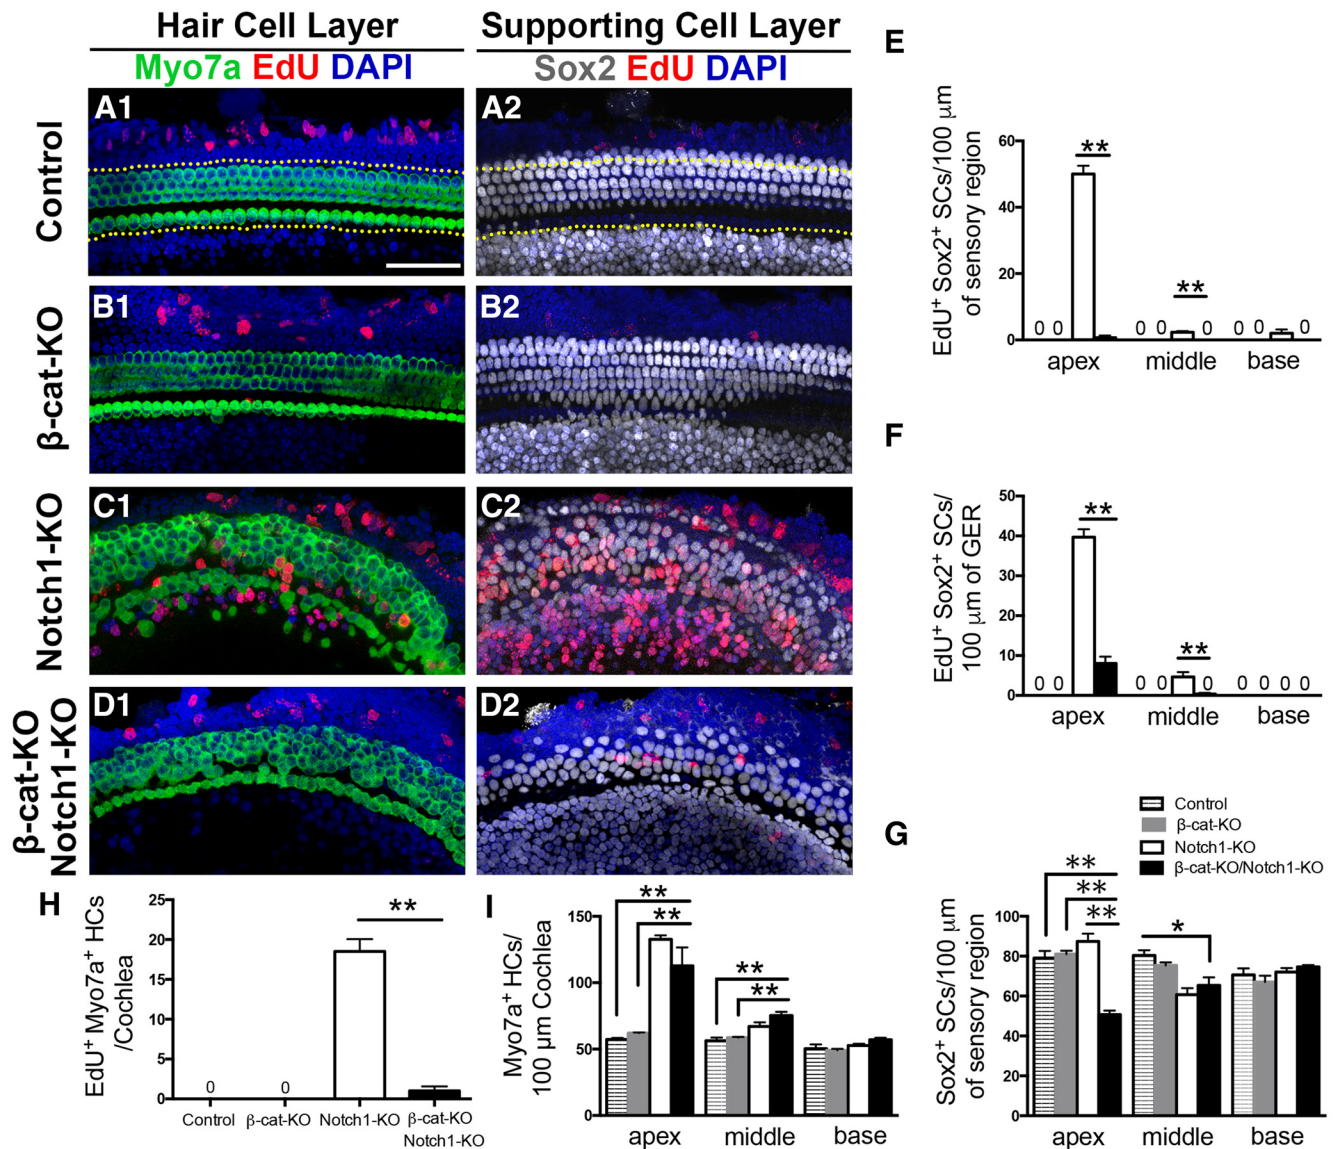 Hair Cell Layer
Supporting Cell Layer
Myo7a EdU DAPI
Sox2 EdU DAPI
Control
A1
A2
β-cat-KO
B1
B2
Notch1-KO
C1
C2
β-cat-KO
Notch1-KO
D1
D2
E
EdU⁺ Sox2⁺ SCs/100 μm
of sensory region
60
40
20
0
**
**
0 0
0 0 0
0 0 0
apex middle base
F
EdU⁺ Sox2⁺ SCs/
100 μm of GER
50
40
30
20
10
0
**
**
0 0
0 0 0
0 0 0 0
apex middle base
Control
β-cat-KO
Notch1-KO
β-cat-KO/Notch1-KO
G
Sox2⁺ SCs/100 μm
of sensory region
100
80
60
40
20
0
**
**
**
*
apex middle base
H
EdU⁺ Myo7a⁺ HCs
/Cochlea
25
20
15
10
5
0
**
0
0
Control β-cat-KO Notch1-KO β-cat-KO
Notch1-KO
I
Myo7a⁺ HCs/
100 μm Cochlea
150
100
50
0
**
**
**
**
apex middle base